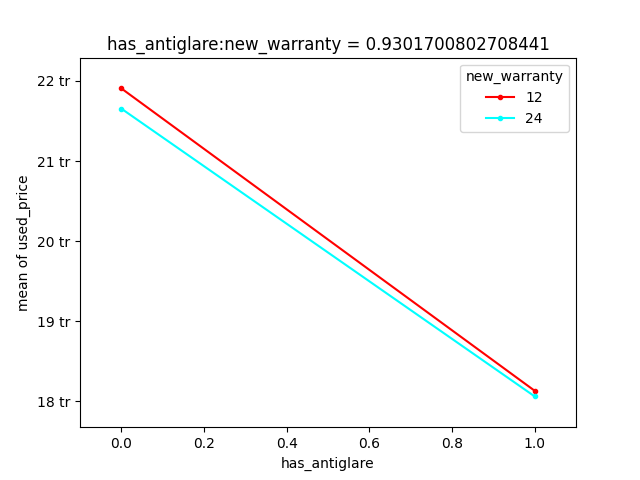 has_antiglare:new_warranty = 0.9301700802708441
new_warranty
12
24
22 tr
21 tr
20 tr
19 tr
18 tr
mean of used_price
0.0 0.2 0.4 0.6 0.8 1.0
has_antiglare